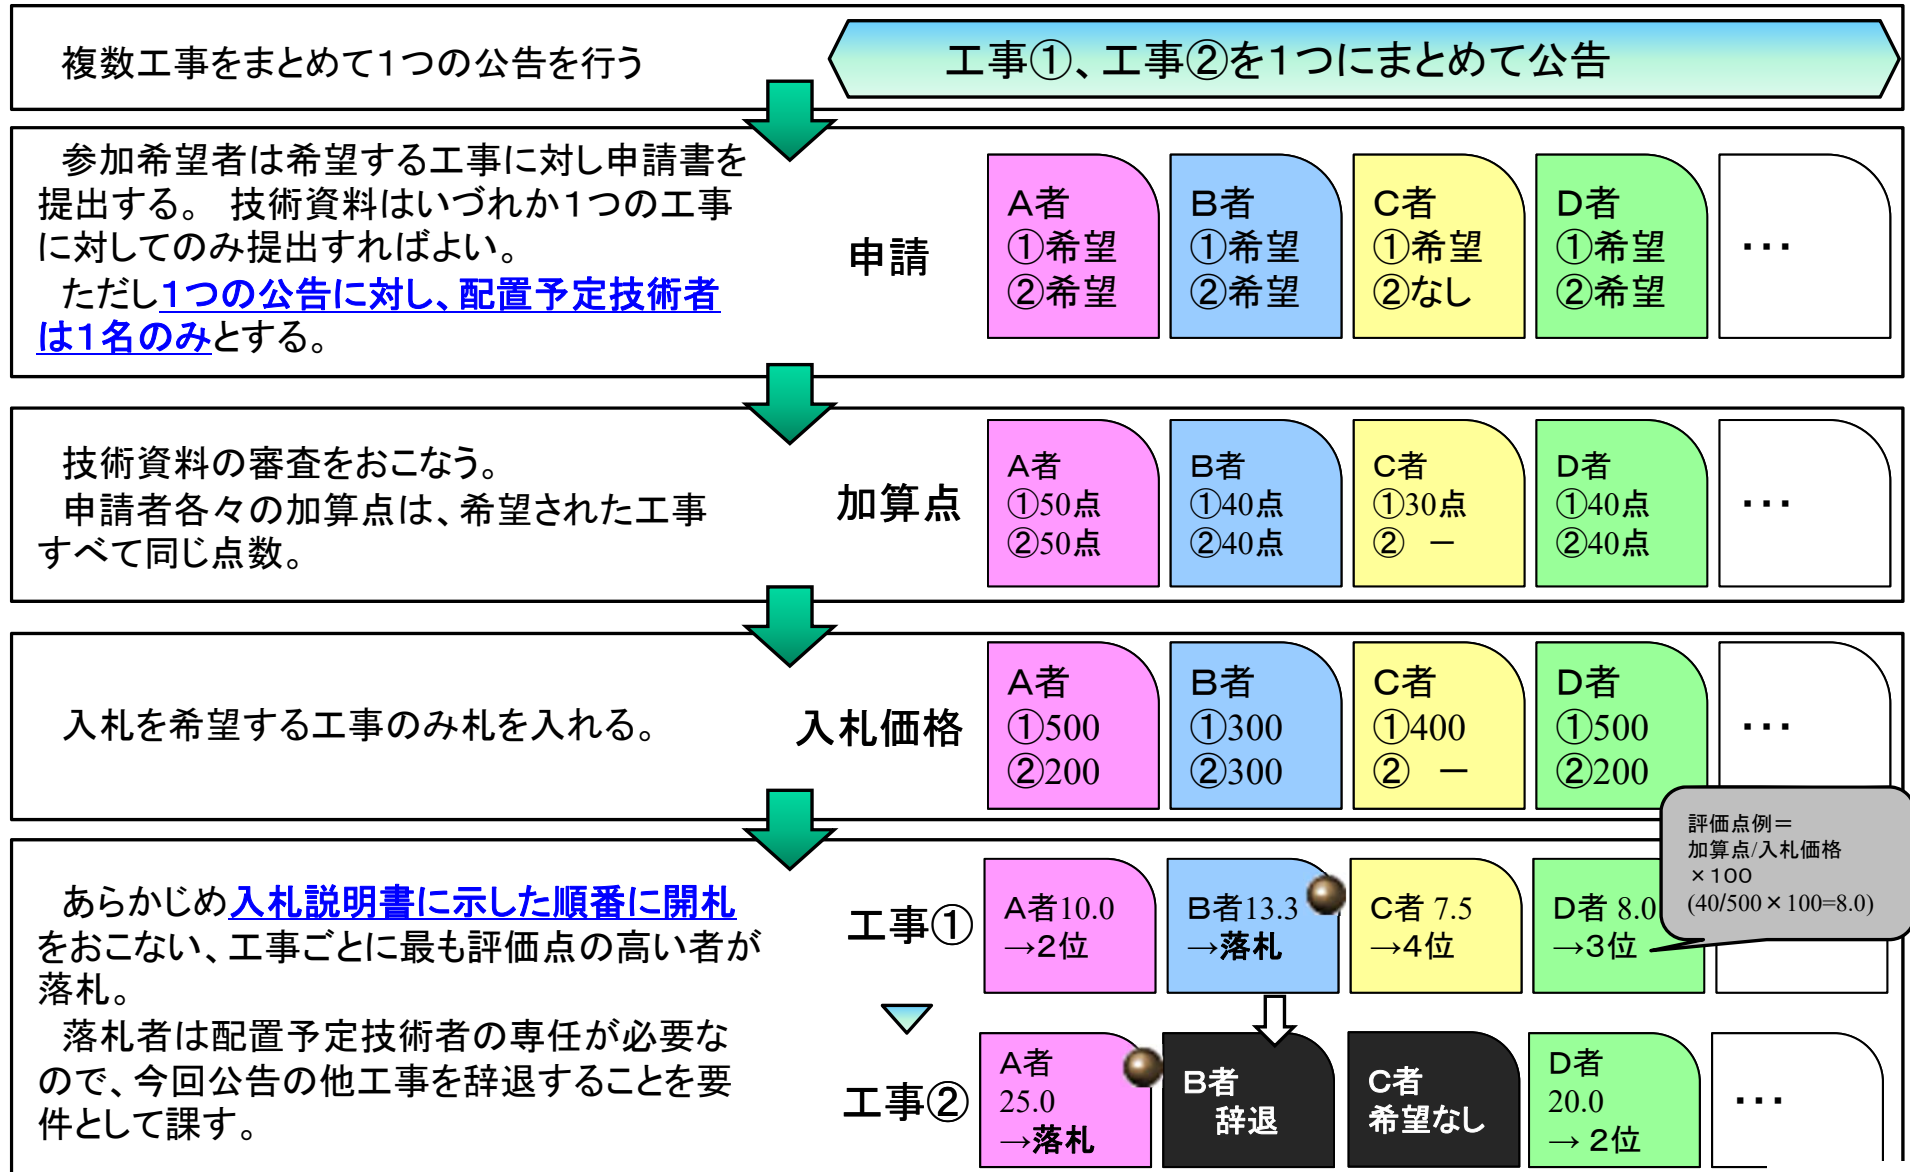 複数工事をまとめて１つの公告を行う
工事①、工事②を１つにまとめて公告
参加希望者は希望する工事に対し申請書を
提出する。 技術資料はいづれか１つの工事
に対してのみ提出すればよい。
ただし１つの公告に対し、配置予定技術者
は１名のみとする。
申請
A者
①希望
②希望
B者
①希望
②希望
C者
①希望
②なし
D者
①希望
②希望
･･･
技術資料の審査をおこなう。
申請者各々の加算点は、希望された工事
すべて同じ点数。
加算点
A者
①50点
②50点
B者
①40点
②40点
C者
①30点
② －
D者
①40点
②40点
･･･
入札を希望する工事のみ札を入れる。
入札価格
A者
①500
②200
B者
①300
②300
C者
①400
② －
D者
①500
②200
･･･
評価点例＝
加算点/入札価格
×１００
(40/500×100=8.0)
あらかじめ入札説明書に示した順番に開札
をおこない、工事ごとに最も評価点の高い者が
落札。
落札者は配置予定技術者の専任が必要な
ので、今回公告の他工事を辞退することを要
件として課す。
工事①
A者10.0
→２位
B者13.3
→落札
C者 7.5
→４位
D者 8.0
→３位
工事②
A者
25.0
→落札
B者
辞退
C者
希望なし
D者
20.0
→ ２位
･･･